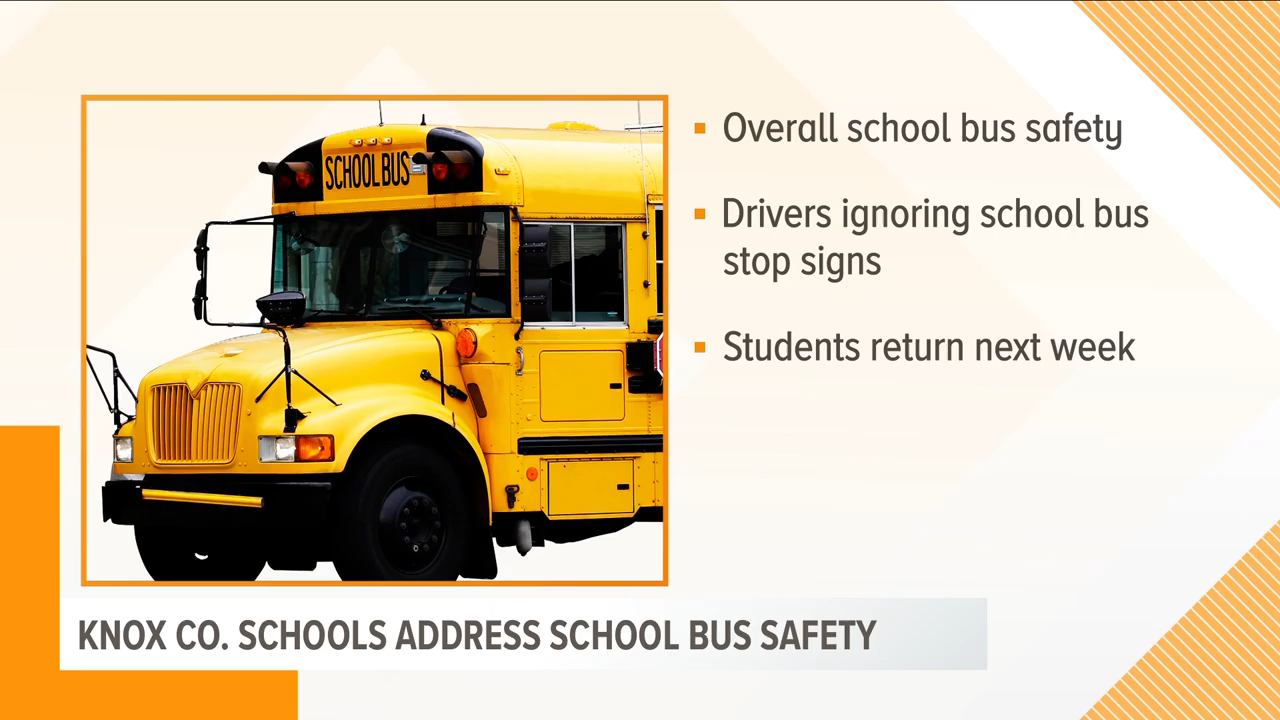 SCHOOL BUS
Overall school bus safety
Drivers ignoring school bus
stop signs
Students return next week
KNOX CO. SCHOOLS ADDRESS SCHOOL BUS SAFETY